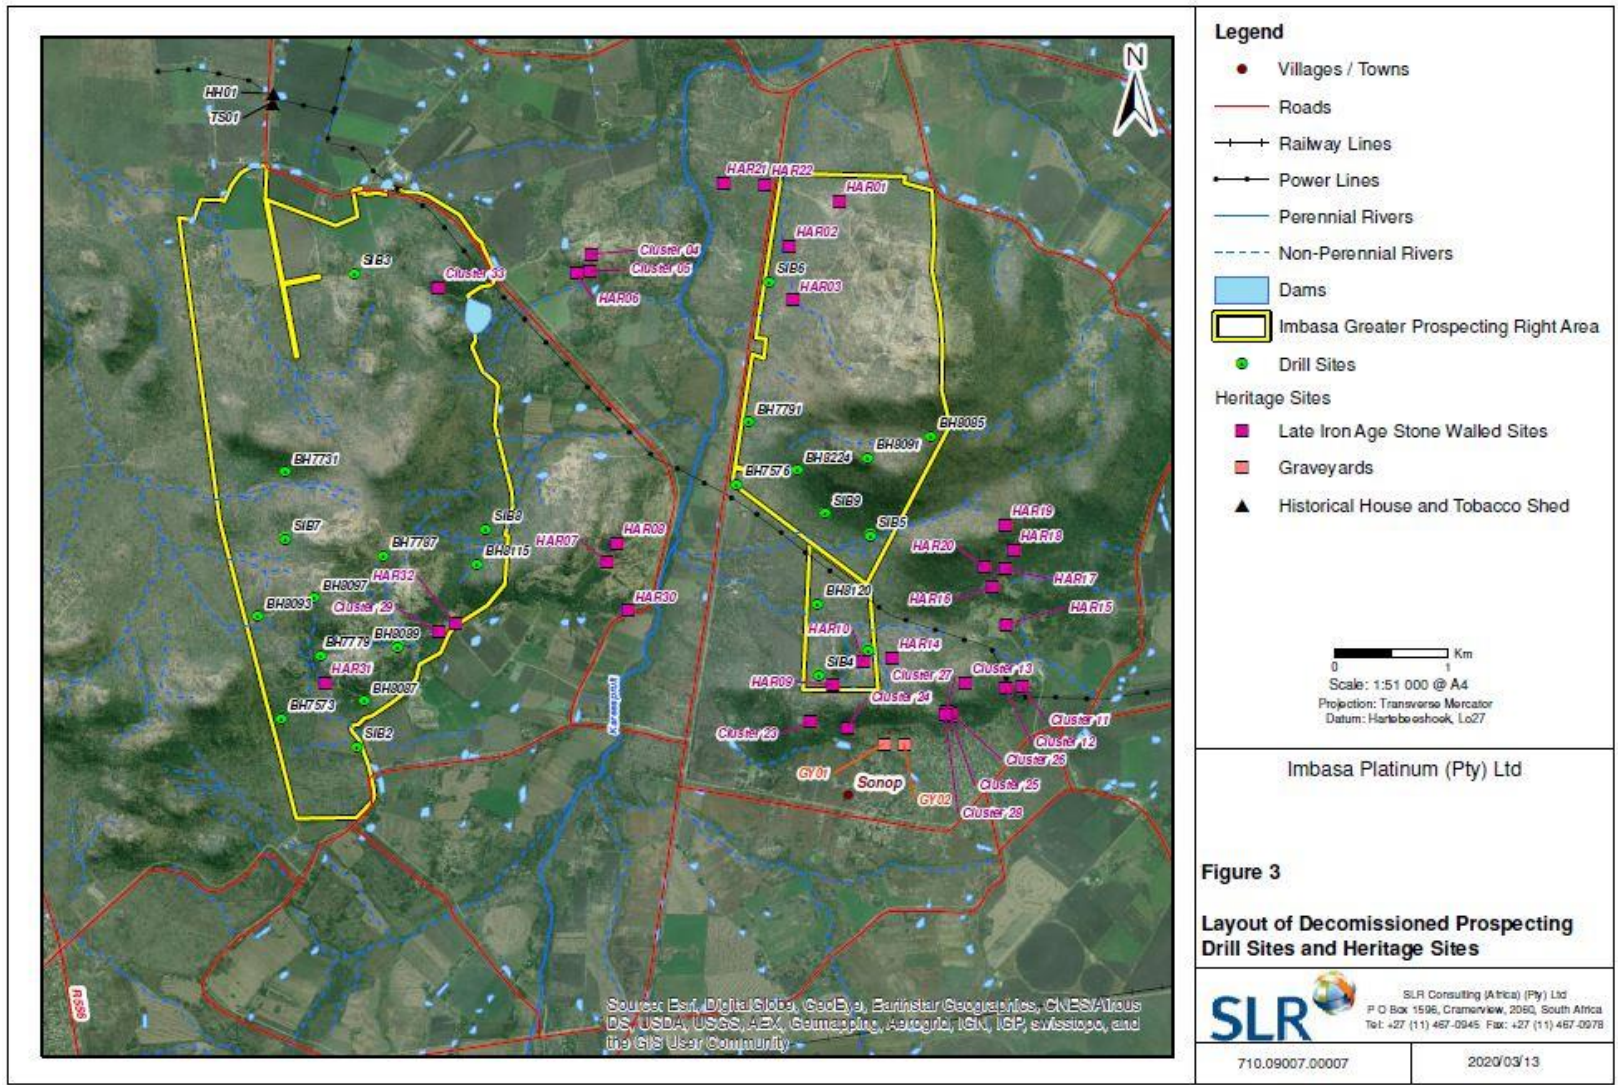 HH01
TS01
N
HAR21 HAR22
HAR01
HAR02
Cluster 04
SIB3
Cluster 33
Cluster 05
SIB6
HAR06
HAR03
BH7791
BH8085
BH8091
BH7731
BH8224
BH7576
SIB9
SIB7
SIB8
SIB5
HAR19
HAR08
HAR07
HAR18
BH7787
HAR20
BH8115
HAR32
HAR17
BH8097
BH8120
HAR16
BH8093
Cluster 29
HAR30
HAR15
HAR10
BH8099
BH7779
HAR14
SIB4
HAR31
Cluster 27
Cluster 13
HAR09
BH8087
Cluster 24
BH7573
Karenspruit
Cluster 11
SIB2
Cluster 23
Cluster 12
Cluster 26
GY01
Sonop
Cluster 25
GY02
Cluster 28
R566
Source: Esri, DigitalGlobe, GeoEye, Earthstar Geographics, CNES/Airbus
DS, USDA, USGS, AEX, Getmapping, Aerogrid, IGN, IGP, swisstopo, and
the GIS User Community
Legend
Villages / Towns
Roads
Railway Lines
Power Lines
Perennial Rivers
Non-Perennial Rivers
Dams
Imbasa Greater Prospecting Right Area
Drill Sites
Heritage Sites
Late Iron Age Stone Walled Sites
Graveyards
Historical House and Tobacco Shed
Km
0 1
Scale: 1:51 000 @ A4
Projection: Transverse Mercator
Datum: Hartebeeshoek, Lo27
Imbasa Platinum (Pty) Ltd
Figure 3
Layout of Decomissioned Prospecting
Drill Sites and Heritage Sites
SLR
SLR Consulting (Africa) (Pty) Ltd
P O Box 1596, Cramerview, 2060, South Africa
Tel: +27 (11) 467-0945 Fax: +27 (11) 467-0978
710.09007.00007
2020/03/13